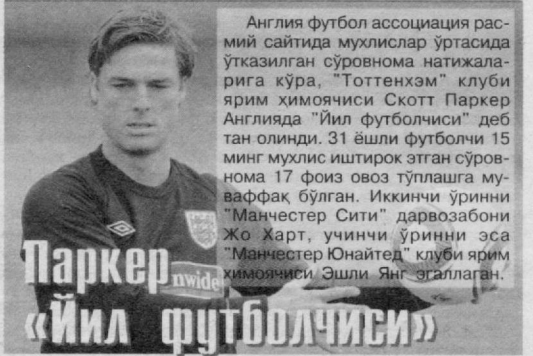 Англия футбол ассоциация рас-
мий сайтида мухлислар ўртасида
ўтказилган сўровнома натижала-
рига кўра, "Тоттенхэм" клуби
ярим ҳимоячиси Скотт Паркер
Англияда "Йил футболчиси" деб
тан олинди. 31 ёшли футболчи 15
минг мухлис иштирок этган сўров-
нома 17 фоиз овоз тўплашга му-
ваффақ бўлган. Иккинчи ўринни
"Манчестер Сити" дарвозабони
Жо Харт, учинчи ўринни эса
"Манчестер Юнайтед" клуби ярим
ҳимоячиси Эшли Янг эгаллаган.
nwide
Паркер
«Йил футболчиси»